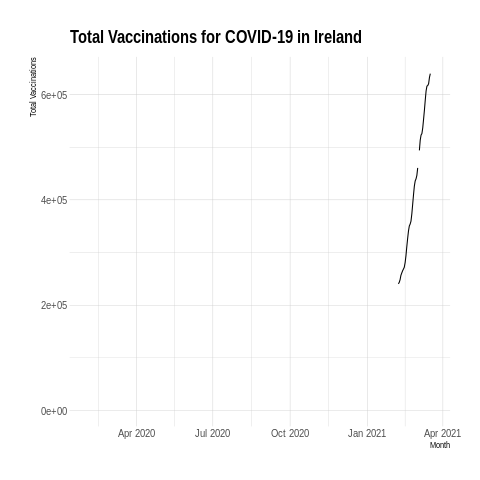 Total Vaccinations for COVID-19 in Ireland
Total Vaccinations
6e+05
4e+05
2e+05
0e+00
Apr 2020 Jul 2020 Oct 2020 Jan 2021 Apr 2021
Month